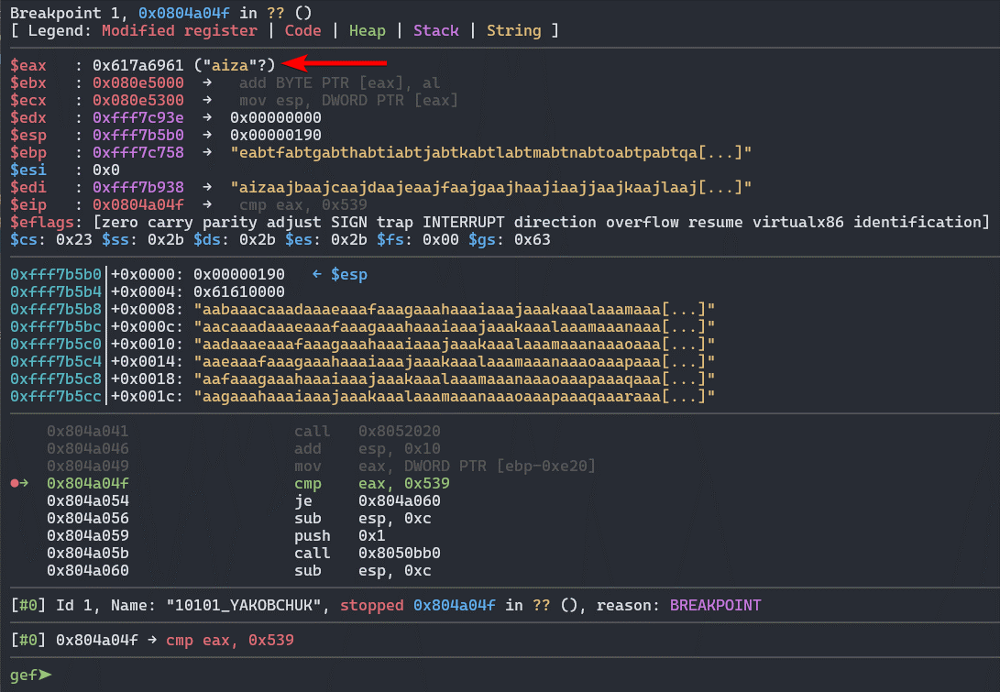 Breakpoint 1, 0x0804a04f in ?? ()
[ Legend: Modified register | Code | Heap | Stack | String ]
$eax   : 0x617a6961 ("aiza"?)
$ebx   : 0x080e5000  →   add BYTE PTR [eax], al
$ecx   : 0x080e5300  →   mov esp, DWORD PTR [eax]
$edx   : 0xfff7c93e  →  0x00000000
$esp   : 0xfff7b5b0  →  0x00000190
$ebp   : 0xfff7c758  →  "eabtfabtgabthabtiabtjabtkabtlabtmabtnabtoabtpabtqa[...]"
$esi   : 0x0
$edi   : 0xfff7b938  →  "aizaajbaajcaajdaajeaajfaajgaajhaajiaajjaajkaajlaaj[...]"
$eip   : 0x0804a04f  →   cmp eax, 0x539
$eflags: [zero carry parity adjust SIGN trap INTERRUPT direction overflow resume virtualx86 identification]
$cs: 0x23 $ss: 0x2b $ds: 0x2b $es: 0x2b $fs: 0x00 $gs: 0x63
0xfff7b5b0│+0x0000: 0x00000190   ← $esp
0xfff7b5b4│+0x0004: 0x61610000
0xfff7b5b8│+0x0008: "aabaaacaaadaaaeaaafaaagaaahaaaiaaajaaakaaalaaamaaa[...]"
0xfff7b5bc│+0x000c: "aacaaadaaaeaaafaaagaaahaaaiaaajaaakaaalaaamaaanaaa[...]"
0xfff7b5c0│+0x0010: "aadaaaeaaafaaagaaahaaaiaaajaaakaaalaaamaaanaaaoaaa[...]"
0xfff7b5c4│+0x0014: "aaeaaafaaagaaahaaaiaaajaaakaaalaaamaaanaaaoaaapaaa[...]"
0xfff7b5c8│+0x0018: "aafaaagaaahaaaiaaajaaakaaalaaamaaanaaaoaaapaaaqaaa[...]"
0xfff7b5cc│+0x001c: "aagaaahaaaiaaajaaakaaalaaamaaanaaaoaaapaaaqaaaraaa[...]"
0x804a041                  call   0x8052020
0x804a046                  add    esp, 0x10
0x804a049                  mov    eax, DWORD PTR [ebp-0xe20]
●→  0x804a04f                  cmp    eax, 0x539
0x804a054                  je     0x804a060
0x804a056                  sub    esp, 0xc
0x804a059                  push   0x1
0x804a05b                  call   0x8050bb0
0x804a060                  sub    esp, 0xc
[#0] Id 1, Name: "10101_YAKOBCHUK", stopped 0x804a04f in ?? (), reason: BREAKPOINT
[#0] 0x804a04f → cmp eax, 0x539
gef➤